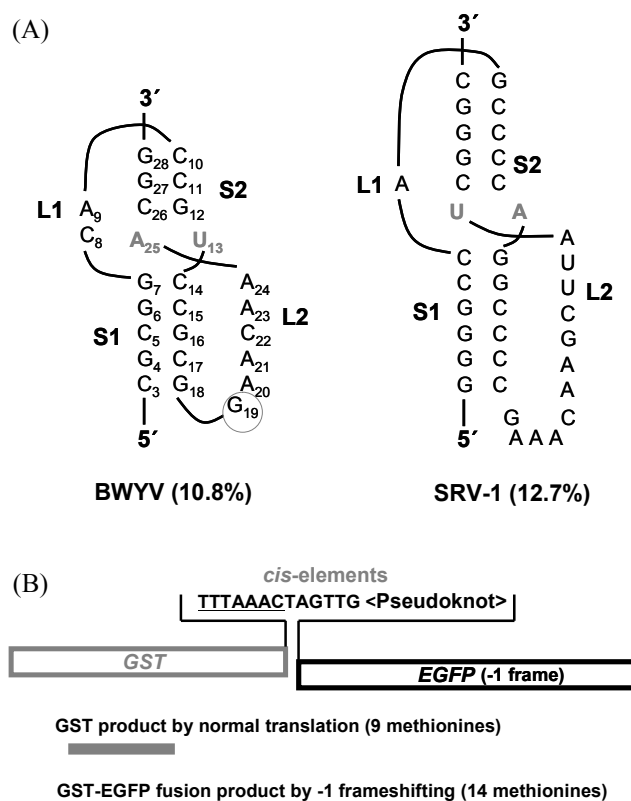 (A)
3′
G28 C10
G27 C11
C26 G12
S2
L1
A9
C8
A25 U13
G7 C14 A24
G6 C15 A23
S1
C5 G16 C22
L2
G4 C17 A21
C3 G18 A20
G19
5′
BWYV (10.8%)
3′
C G
G C
G C
G C
C C
S2
L1
A
U A
A
C G U
C G U
S1
G C C
L2
G C G
G C A
G C A
C
G A A A
5′
SRV-1 (12.7%)
(B)
cis-elements
TTTAAACTAGTTG <Pseudoknot>
GST
EGFP (-1 frame)
GST product by normal translation (9 methionines)
GST-EGFP fusion product by -1 frameshifting (14 methionines)